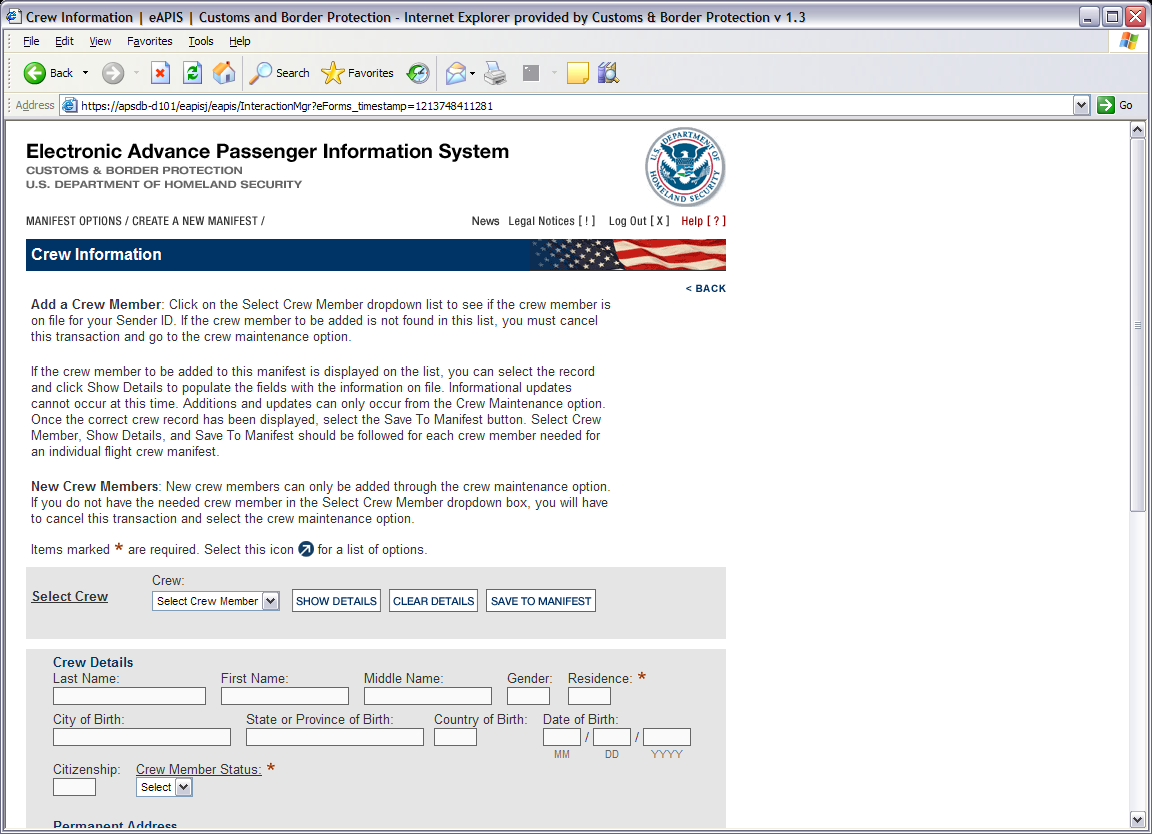 Crew Information | eAPIS | Customs and Border Protection - Internet Explorer provided by Customs & Border Protection v 1.3
File Edit View Favorites Tools Help
Back Search Favorites
Address https://apsdb-d101/eapisj/eapis/InteractionMgr?eForms_timestamp=1213748411281 Go
Electronic Advance Passenger Information System
CUSTOMS & BORDER PROTECTION
U.S. DEPARTMENT OF HOMELAND SECURITY
U.S. DEPARTMENT OF HOMELAND SECURITY
MANIFEST OPTIONS / CREATE A NEW MANIFEST / News Legal Notices [ ! ] Log Out [ X ] Help [ ? ]
Crew Information
< BACK
Add a Crew Member: Click on the Select Crew Member dropdown list to see if the crew member is
on file for your Sender ID. If the crew member to be added is not found in this list, you must cancel
this transaction and go to the crew maintenance option.
If the crew member to be added to this manifest is displayed on the list, you can select the record
and click Show Details to populate the fields with the information on file. Informational updates
cannot occur at this time. Additions and updates can only occur from the Crew Maintenance option.
Once the correct crew record has been displayed, select the Save To Manifest button. Select Crew
Member, Show Details, and Save To Manifest should be followed for each crew member needed for
an individual flight crew manifest.
New Crew Members: New crew members can only be added through the crew maintenance option.
If you do not have the needed crew member in the Select Crew Member dropdown box, you will have
to cancel this transaction and select the crew maintenance option.
Items marked * are required. Select this icon for a list of options.
Crew:
Select Crew Select Crew Member SHOW DETAILS CLEAR DETAILS SAVE TO MANIFEST
Crew Details
Last Name: First Name: Middle Name: Gender: Residence: *
City of Birth: State or Province of Birth: Country of Birth: Date of Birth:
/ /
MM DD YYYY
Citizenship: Crew Member Status: *
Select
Permanent Address